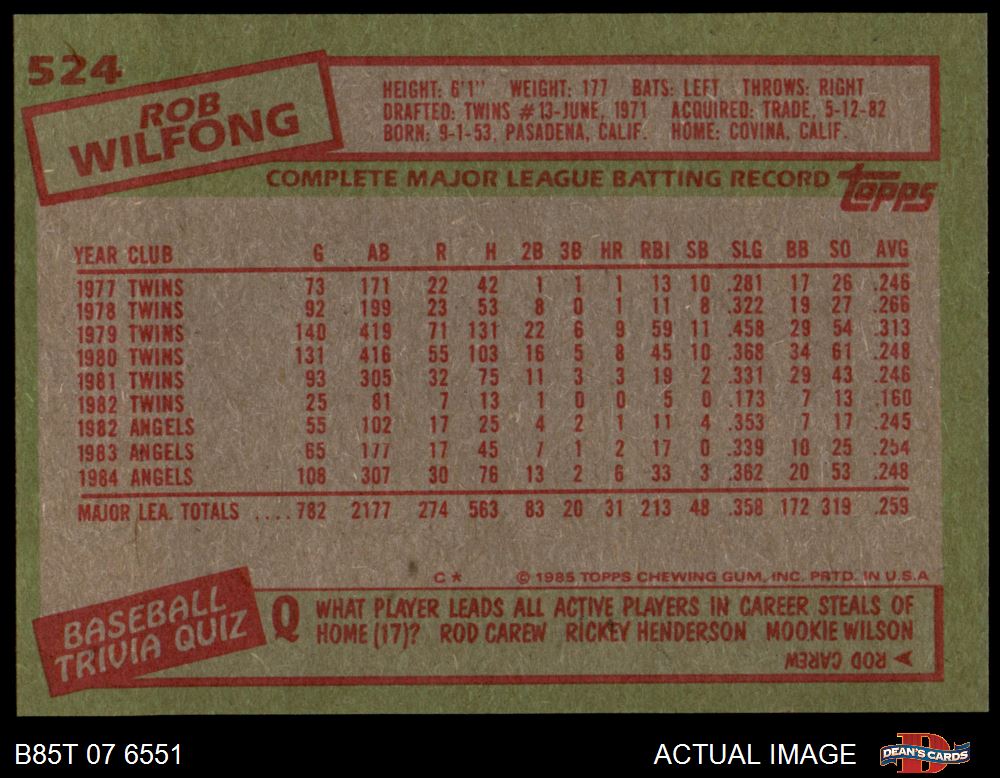 524
ROB
WILFONG
HEIGHT: 6'1" WEIGHT: 177 BATS: LEFT THROWS: RIGHT
DRAFTED: TWINS #13-JUNE, 1971 ACQUIRED: TRADE, 5-12-82
BORN: 9-1-53, PASADENA, CALIF. HOME: COVINA, CALIF.
COMPLETE MAJOR LEAGUE BATTING RECORD topps
YEAR CLUB G AB R H 2B 3B HR RBI SB SLG BB SO AVG
1977 TWINS 73 171 22 42 1 1 1 13 10 .281 17 26 .246
1978 TWINS 92 199 23 53 8 0 1 11 8 .322 19 27 .266
1979 TWINS 140 419 71 131 22 6 9 59 11 .458 29 54 .313
1980 TWINS 131 416 55 103 16 5 8 45 10 .368 34 61 .248
1981 TWINS 93 305 32 75 11 3 3 19 2 .331 29 43 .246
1982 TWINS 25 81 7 13 1 0 0 5 0 .173 7 13 .160
1982 ANGELS 55 102 17 25 4 2 1 11 4 .353 7 17 .245
1983 ANGELS 65 177 17 45 7 1 2 17 0 .339 10 25 .254
1984 ANGELS 108 307 30 76 13 2 6 33 3 .362 20 53 .248
MAJOR LEA. TOTALS ....782 2177 274 563 83 20 31 213 48 .358 172 319 .259
C* © 1985 TOPPS CHEWING GUM, INC. PRTD. IN U.S.A
BASEBALL
TRIVIA QUIZ
Q WHAT PLAYER LEADS ALL ACTIVE PLAYERS IN CAREER STEALS OF
HOME (17)? ROD CAREW RICKEY HENDERSON MOOKIE WILSON
ROD CAREW
B85T 07 6551
ACTUAL IMAGE
DEAN'S CARDS